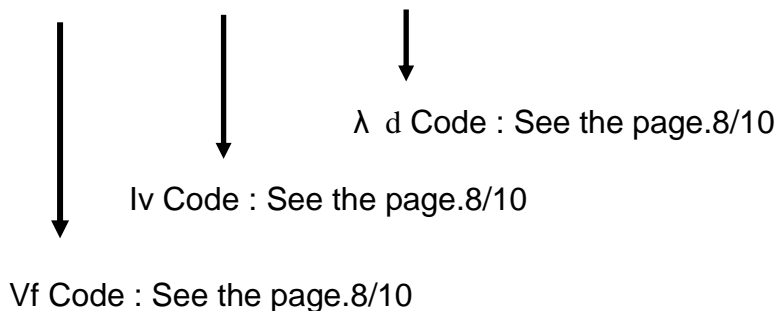 λ d Code : See the page.8/10
Iv Code : See the page.8/10
Vf Code : See the page.8/10